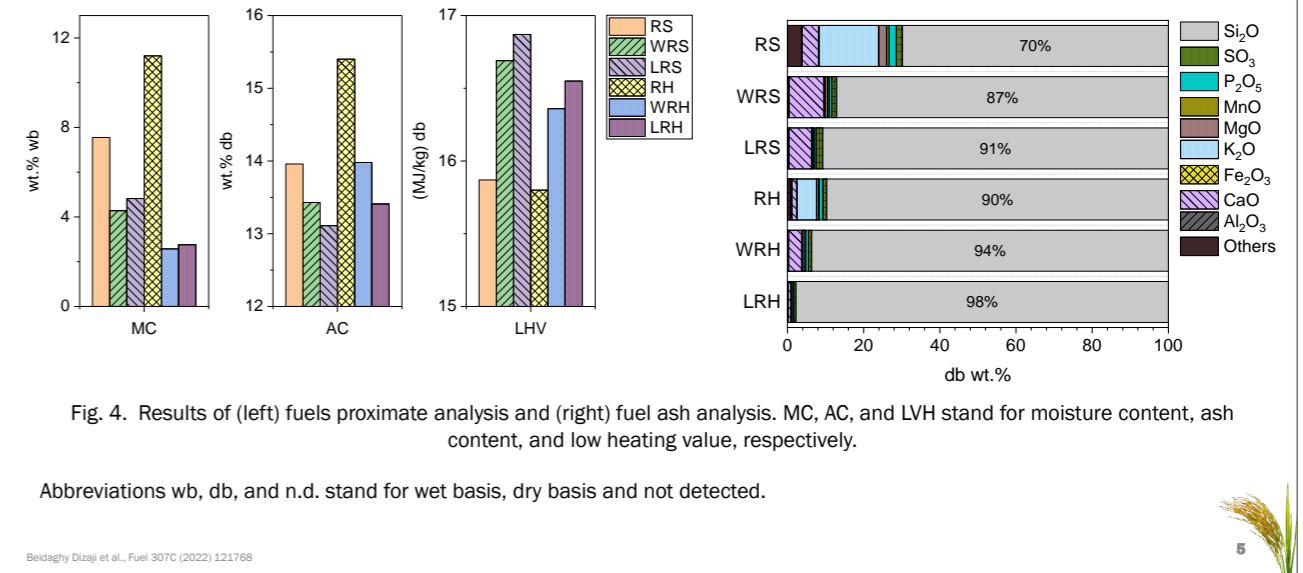 wt.% wb
12
8
4
0
MC
wt.% db
16
15
14
13
12
AC
(MJ/kg) db
17
16
15
LHV
RS
WRS
LRS
RH
WRH
LRH
RS
WRS
LRS
RH
WRH
LRH
70%
87%
91%
90%
94%
98%
0 20 40 60 80 100
db wt.%
Si₂O
SO₃
P₂O₅
MnO
MgO
K₂O
Fe₂O₃
CaO
Al₂O₃
Others
Fig. 4. Results of (left) fuels proximate analysis and (right) fuel ash analysis. MC, AC, and LVH stand for moisture content, ash
content, and low heating value, respectively.
Abbreviations wb, db, and n.d. stand for wet basis, dry basis and not detected.
Beidaghy Dizaji et al., Fuel 307C (2022) 121768
5